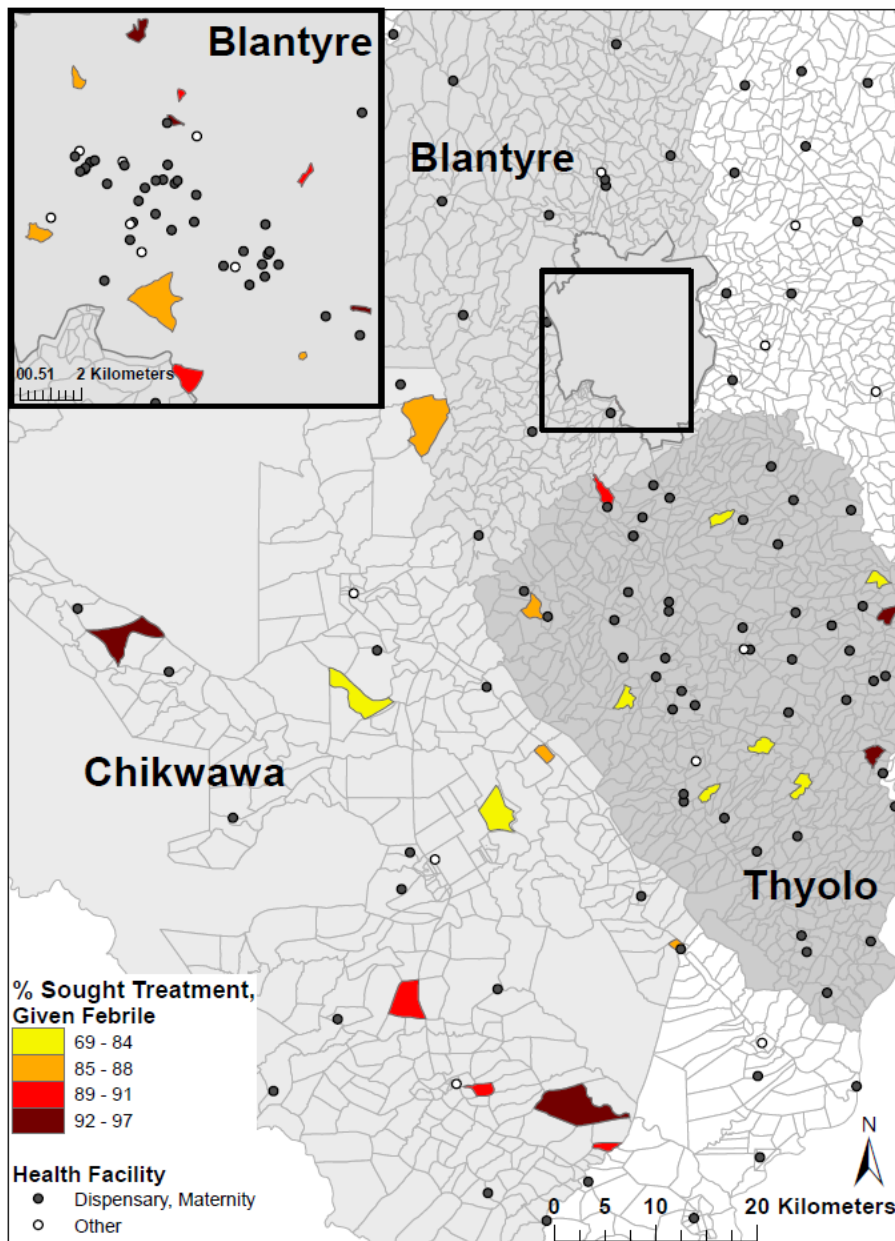 Blantyre
00.51 2 Kilometers
Blantyre
Chikwawa
Thyolo
% Sought Treatment,
Given Febrile
69 - 84
85 - 88
89 - 91
92 - 97
Health Facility
Dispensary, Maternity
Other
N
0 5 10 20 Kilometers